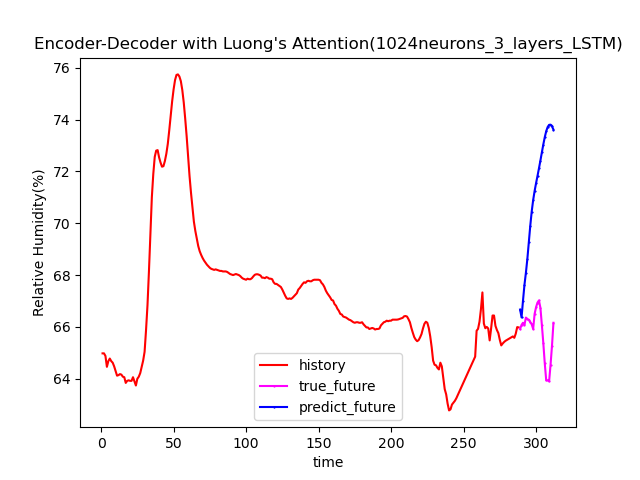 Encoder-Decoder with Luong's Attention(1024neurons_3_layers_LSTM)
76
74
72
70
68
66
64
Relative Humidity(%)
history
true_future
predict_future
0 50 100 150 200 250 300
time